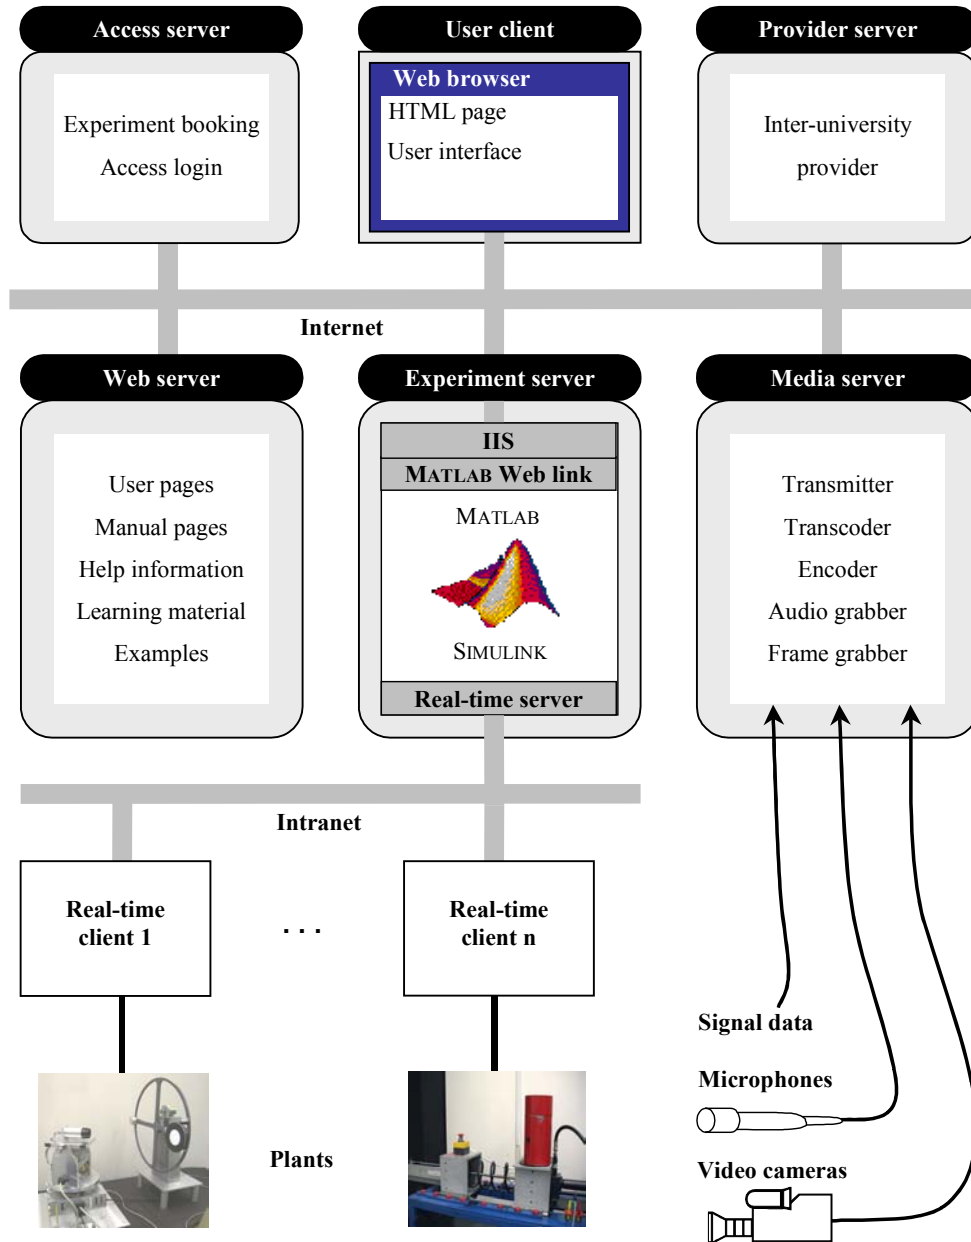 Access server
User client
Provider server
Web browser
Experiment booking
Access login
HTML page
User interface
Inter-university
provider
Internet
Web server
Experiment server
Media server
User pages
Manual pages
Help information
Learning material
Examples
IIS
MATLAB Web link
MATLAB
SIMULINK
Real-time server
Transmitter
Transcoder
Encoder
Audio grabber
Frame grabber
Intranet
Real-time
client 1
. . .
Real-time
client n
Signal data
Microphones
Plants
Video cameras